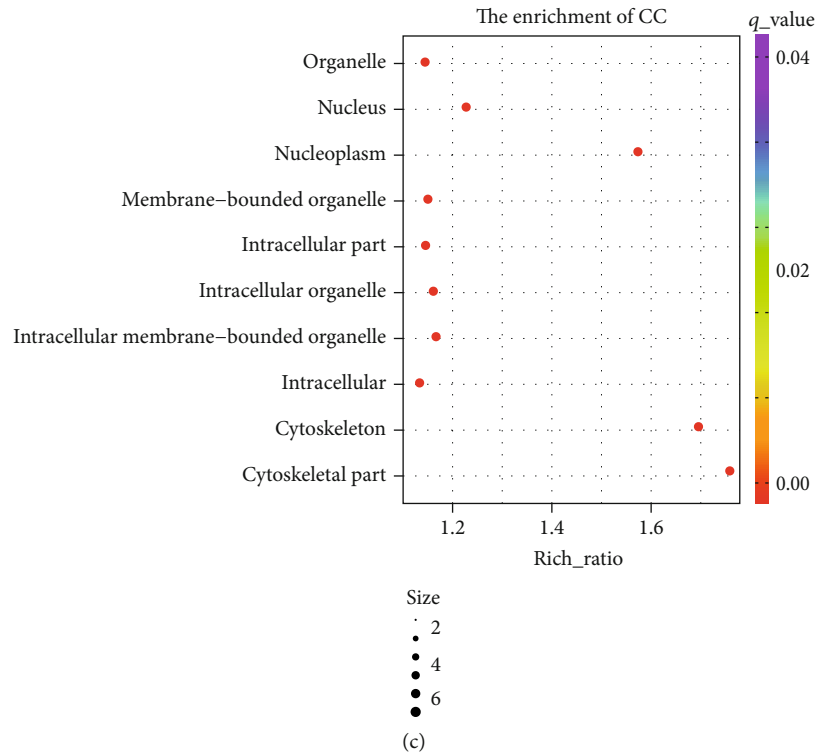 The enrichment of CC
q_value
Organelle
Nucleus
Nucleoplasm
Membrane−bounded organelle
Intracellular part
Intracellular organelle
Intracellular membrane−bounded organelle
Intracellular
Cytoskeleton
Cytoskeletal part
0.04
0.02
0.00
1.2 1.4 1.6
Rich_ratio
Size
2
4
6
(c)